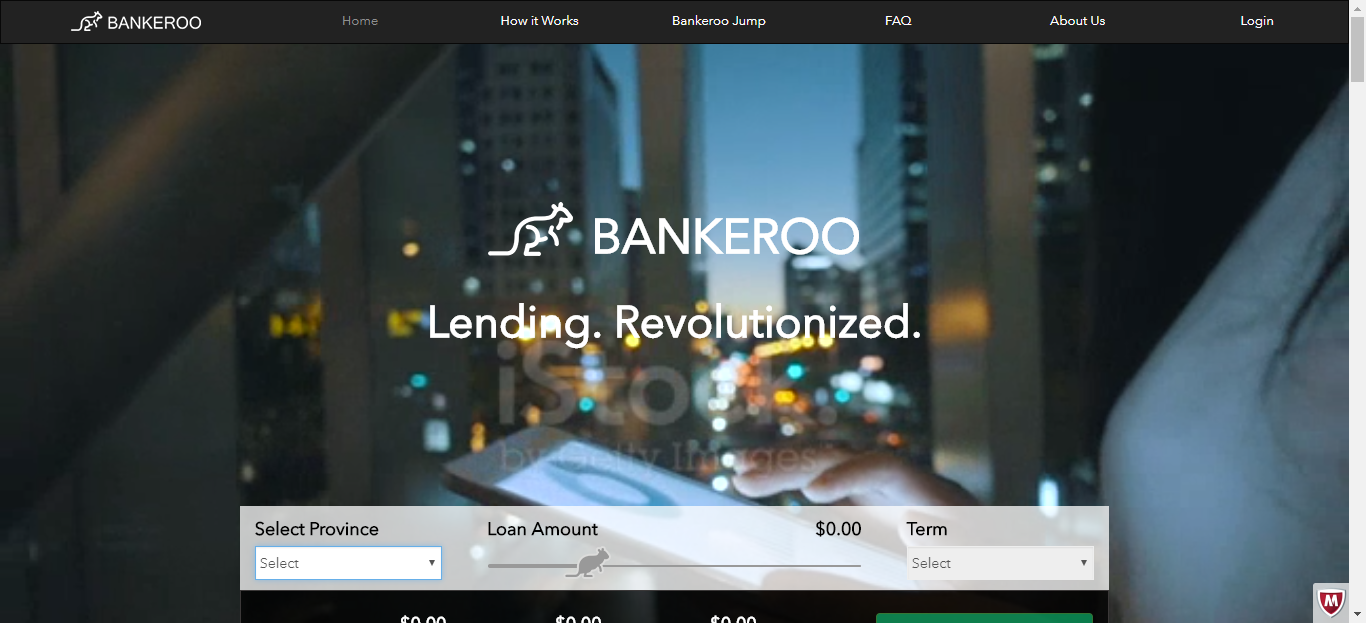 BANKEROO
Home
How it Works
Bankeroo Jump
FAQ
About Us
Login
BANKEROO
Lending. Revolutionized.
iStock.
by Getty Images
Select Province
Loan Amount
$0.00
Term
Select
Select
$0.00
$0.00
$0.00
M